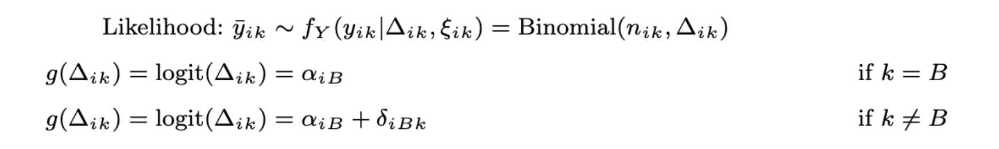 Likelihood: ȳ_{ik} ∼ f_Y(y_{ik}|Δ_{ik}, ξ_{ik}) = Binomial(n_{ik}, Δ_{ik})
g(Δ_{ik}) = logit(Δ_{ik}) = α_{iB} if k = B
g(Δ_{ik}) = logit(Δ_{ik}) = α_{iB} + δ_{iBk} if k ≠ B